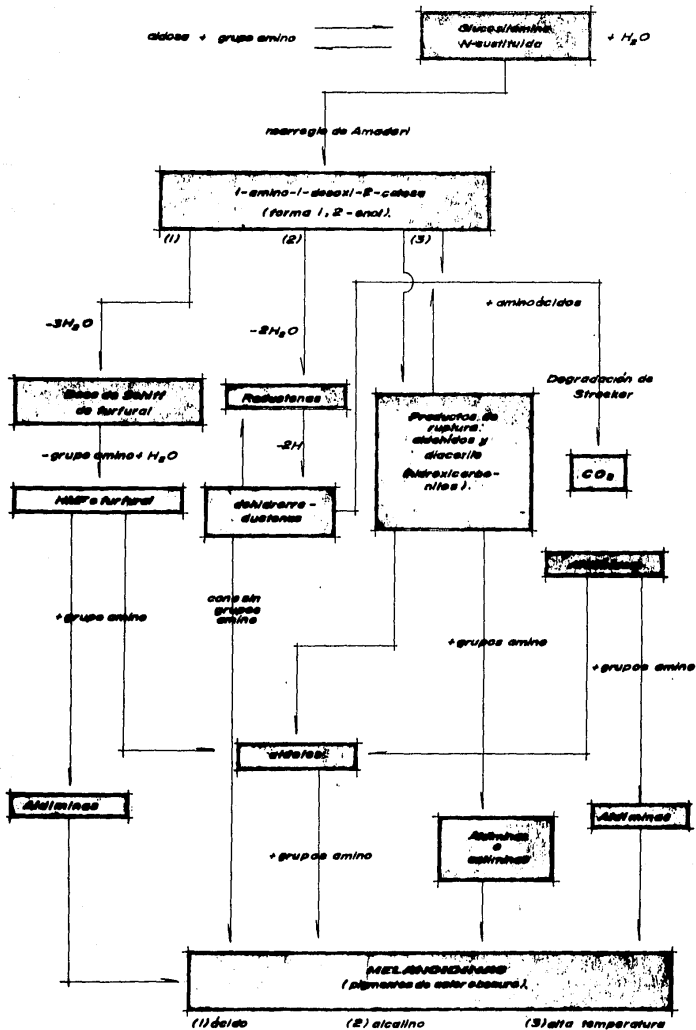 aldosa + grupo amino
Glucosilamina
N-sustituida
+ H₂O
rearreglo de Amadori
1-amino-1-desoxi-2-cetosa
(forma 1, 2-enol).
(1)
(2)
(3)
+ aminoácidos
-3H₂O
-2H₂O
Degradación de
Strecker
Base de Schiff
de furfural
Reductonas
Productos de
ruptura:
aldehídos y
diacerilo
(hidroxicarbo-
nilos).
-2H
CO₂
-grupo amino + H₂O
HMF o furfural
dehidrorre-
ductonas
+grupo amino
con o sin
grupos
amino
+grupos amino
+grupos amino
aldoles
Aldiminas
Aldiminas
Aldiminas
o
cetiminas
+grupos amino
MELANOIDINAS
(pigmentos de color obscuro).
(1) ácido
(2) alcalino
(3) alta temperatura